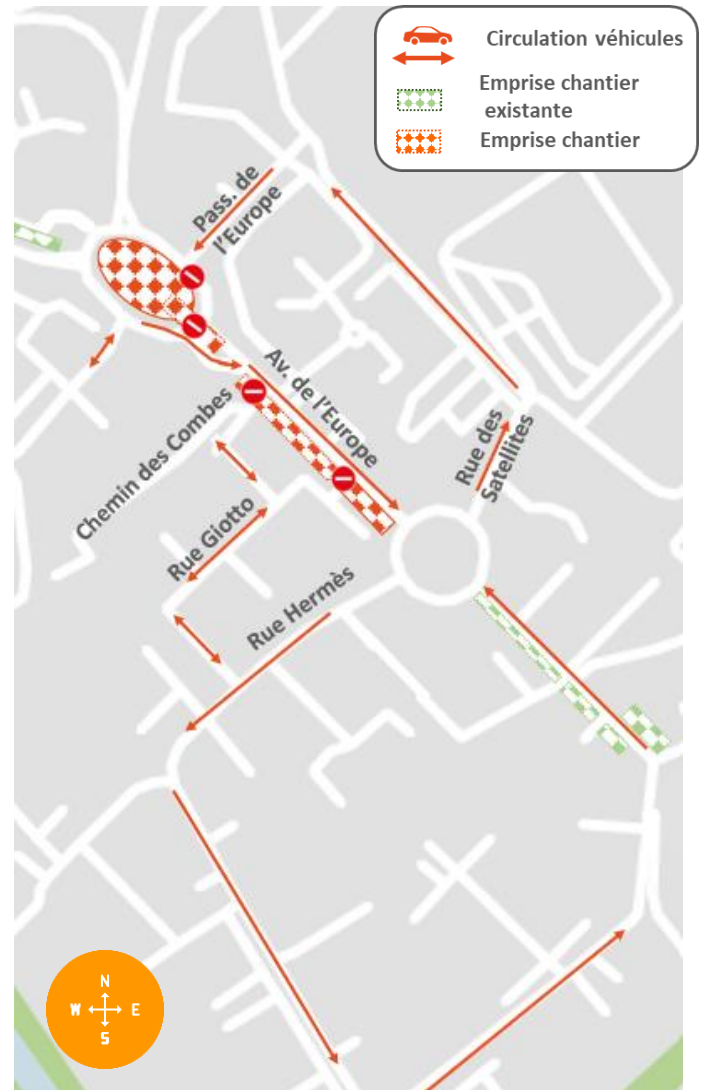 Circulation véhicules
Emprise chantier
existante
Emprise chantier
Pass. de
l'Europe
Av. de l'Europe
Chemin des Combes
Rue des
Satellites
Rue Giotto
Rue Hermès
N
W E
S